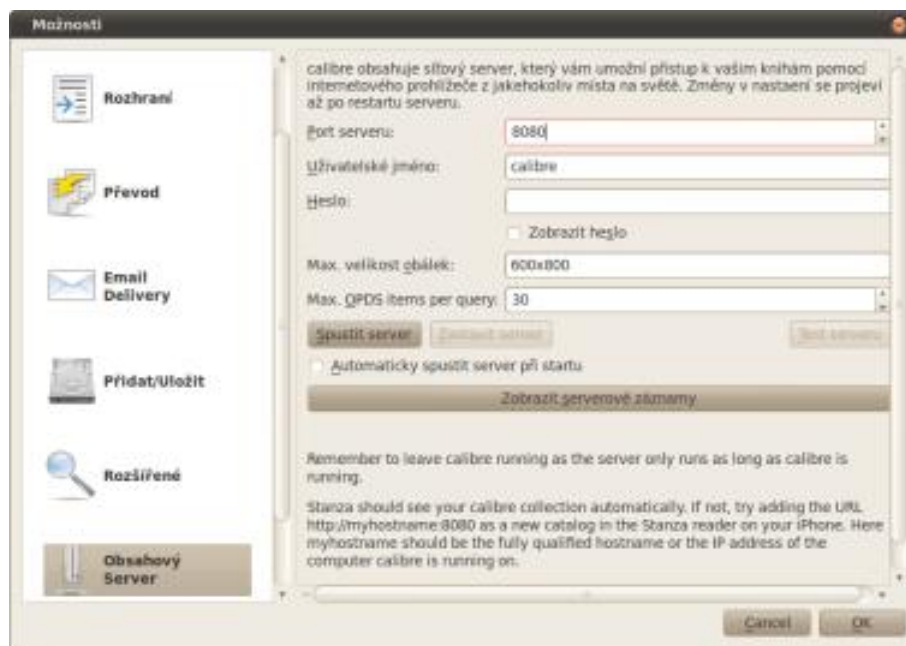 Možnosti
Rozhraní
Převod
Email
Delivery
Přidat/Uložit
Rozšířené
Obsahový
Server
calibre obsahuje síťový server, který vám umožní přístup k vašim knihám pomocí
internetového prohlížeče z jakéhokoliv místa na světě. Změny v nastaení se projeví
až po restartu serveru.
Port serveru:
8080
Uživatelské jméno:
calibre
Heslo:
Zobrazit heslo
Max. velikost obálek:
600x800
Max. OPDS items per query:
30
Spustit server
Zastavit server
Test serveru
Automaticky spustit server při startu
Zobrazit serverové záznamy
Remember to leave calibre running as the server only runs as long as calibre is
running.
Stanza should see your calibre collection automatically. If not, try adding the URL
http://myhostname:8080 as a new catalog in the Stanza reader on your iPhone. Here
myhostname should be the fully qualified hostname or the IP address of the
computer calibre is running on.
Cancel
OK